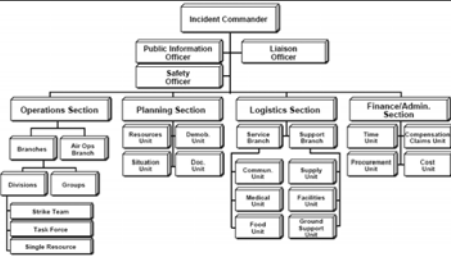 Incident Commander
Public Information
Officer
Liaison
Officer
Safety
Officer
Operations Section
Planning Section
Logistics Section
Finance/Admin.
Section
Branches
Air Ops
Branch
Resources
Unit
Demob.
Unit
Service
Branch
Support
Branch
Time
Unit
Compensation
Claims Unit
Situation
Unit
Doc.
Unit
Commun.
Unit
Supply
Unit
Procurement
Unit
Cost
Unit
Divisions
Groups
Medical
Unit
Facilities
Unit
Strike Team
Task Force
Single Resource
Food
Unit
Ground
Support
Unit